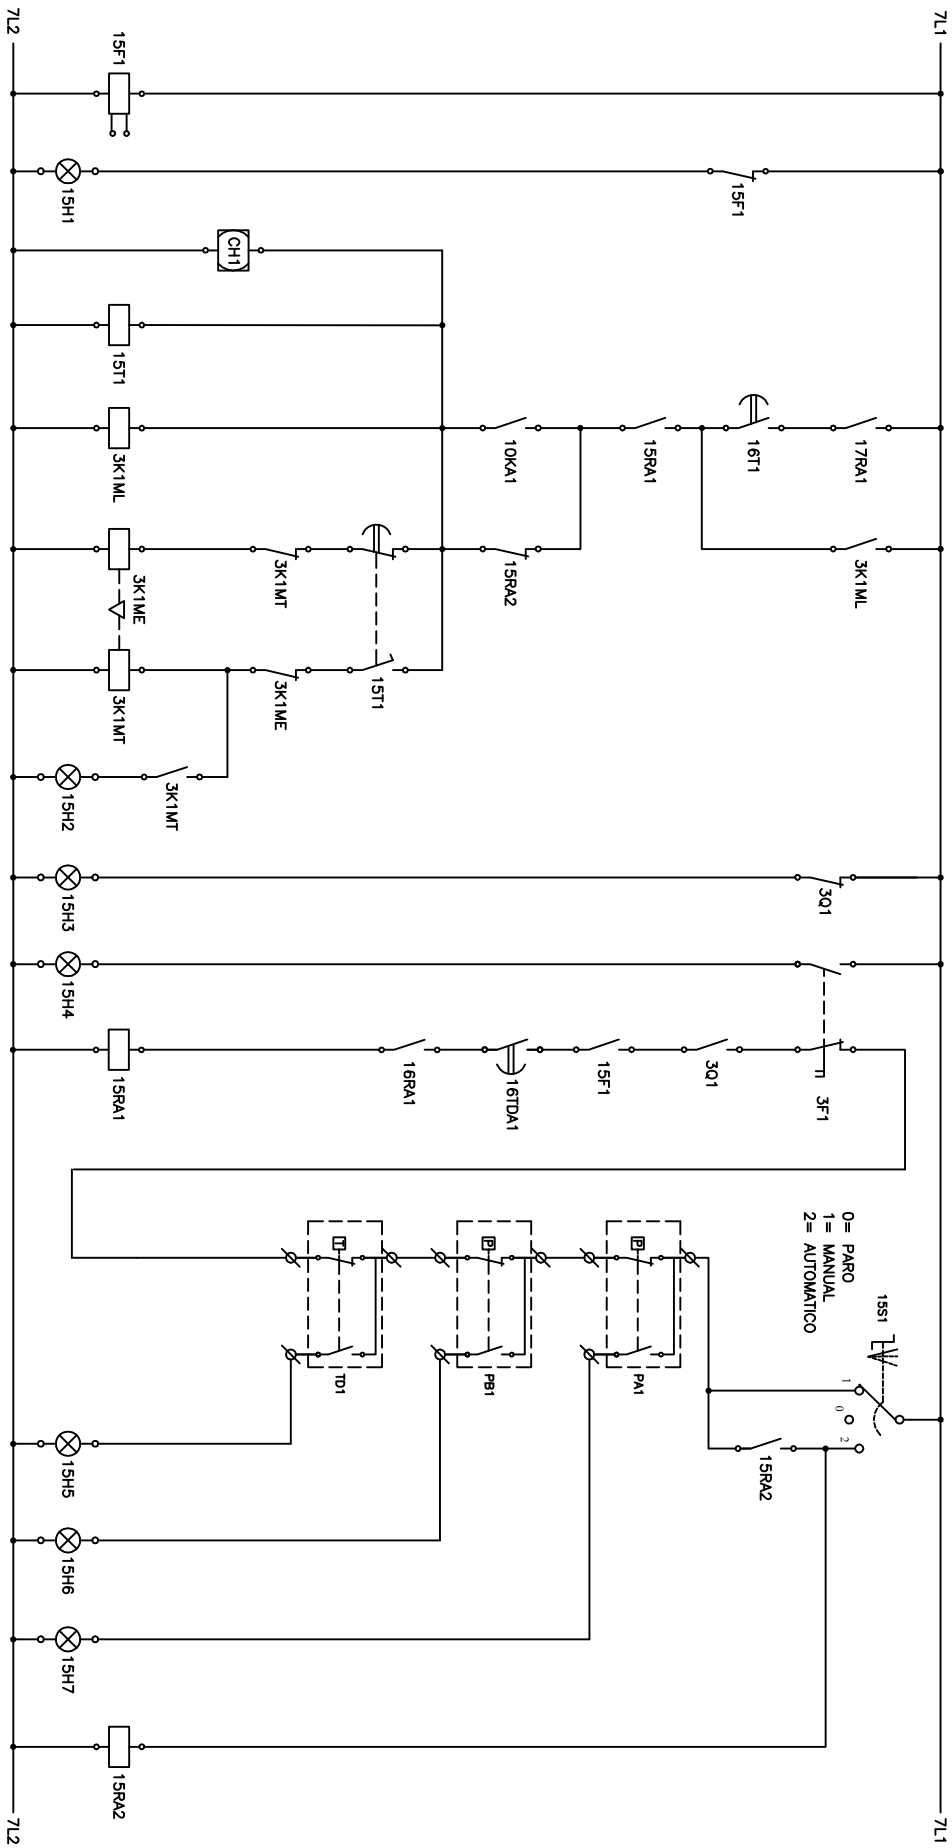 7L1
7L1
15F1
17RA1
3K1ML
3Q1
3F1
0= PARO
1= MANUAL
2= AUTOMATICO
15S1
1
0
2
16T1
15RA1
10KA1
15RA2
15T1
3K1MT
3K1ME
3K1MT
16RA1
16TDA1
15F1
3Q1
P
PA1
P
PB1
T
TD1
15RA2
CH1
15F1
15H1
15T1
3K1ML
3K1ME
3K1MT
15H2
15H3
15H4
15RA1
15H5
15H6
15H7
15RA2
7L2
7L2